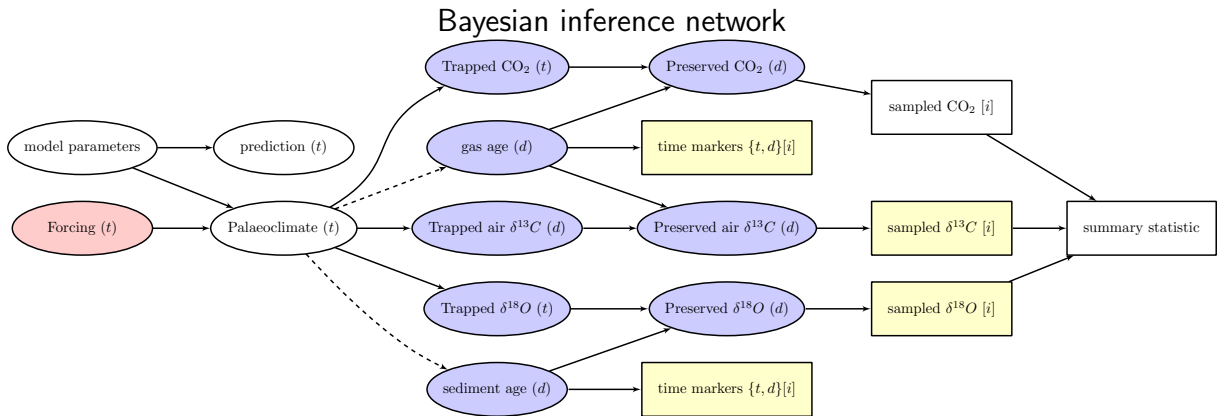 Bayesian inference network
Trapped CO₂ (t)
Preserved CO₂ (d)
sampled CO₂ [i]
model parameters
prediction (t)
gas age (d)
time markers {t, d}[i]
Forcing (t)
Palaeoclimate (t)
Trapped air δ¹³C (d)
Preserved air δ¹³C (d)
sampled δ¹³C [i]
summary statistic
Trapped δ¹⁸O (t)
Preserved δ¹⁸O (d)
sampled δ¹⁸O [i]
sediment age (d)
time markers {t, d}[i]